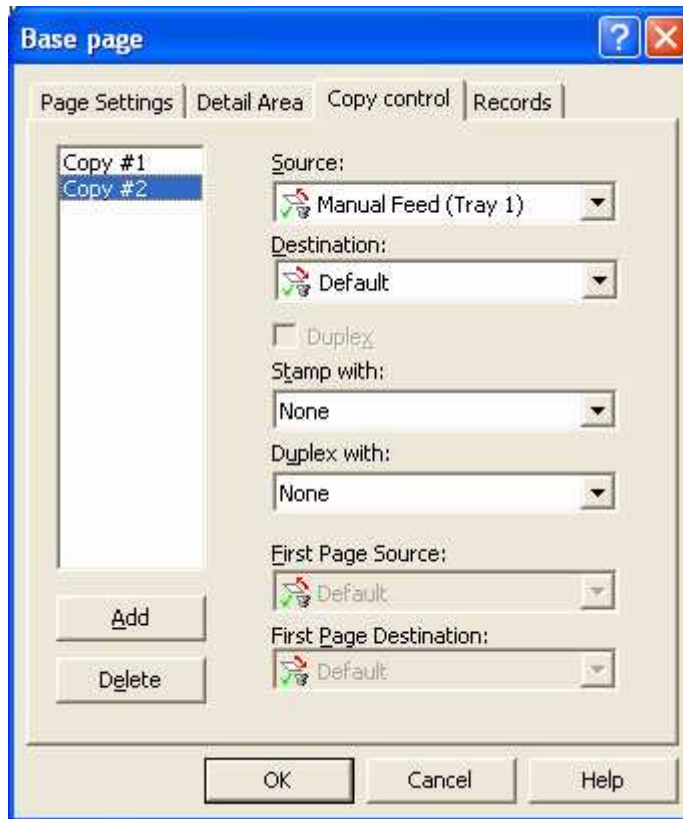 Base page
Page Settings Detail Area Copy control Records
Copy #1
Copy #2
Source:
Manual Feed (Tray 1)
Destination:
Default
Duplex
Stamp with:
None
Duplex with:
None
First Page Source:
Default
First Page Destination:
Default
Add
Delete
OK Cancel Help